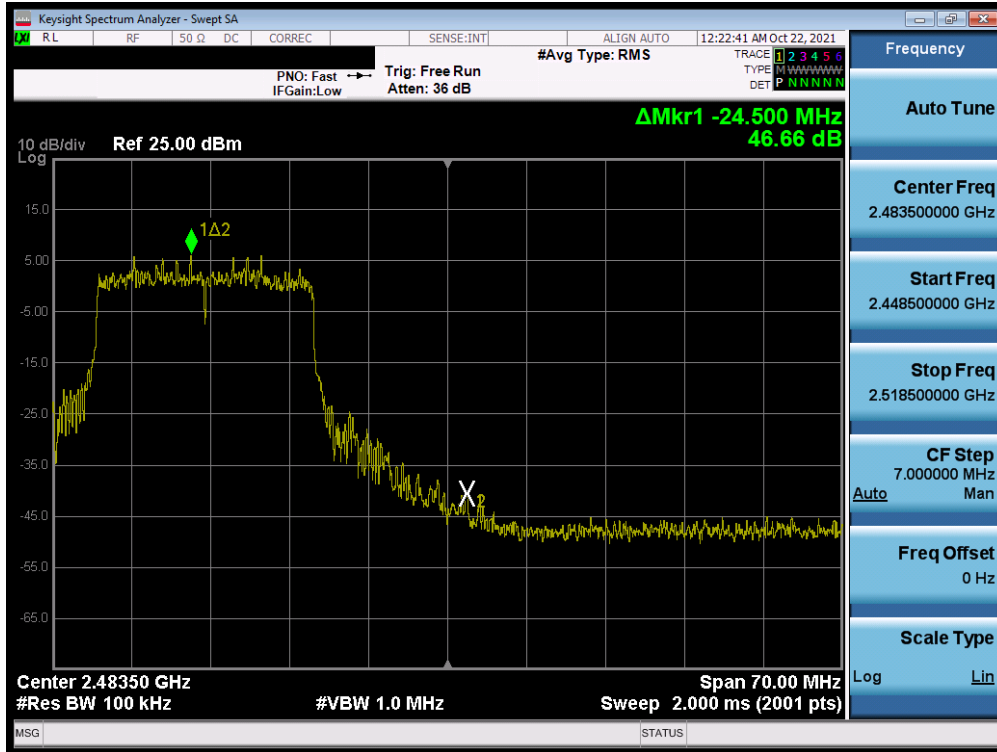 Keysight Spectrum Analyzer - Swept SA
LXI RL RF 50 Ω DC CORREC SENSE:INT ALIGN AUTO 12:22:41 AM Oct 22, 2021
PNO: Fast
IFGain:Low
Trig: Free Run
Atten: 36 dB
#Avg Type: RMS
TRACE 1 2 3 4 5 6
TYPE M WWWWW
DET P N N N N N
ΔMkr1 -24.500 MHz
46.66 dB
10 dB/div
Log
Ref 25.00 dBm
15.0
5.00
-5.00
-15.0
-25.0
-35.0
-45.0
-55.0
-65.0
1Δ2
X2
Center 2.48350 GHz
#Res BW 100 kHz
#VBW 1.0 MHz
Span 70.00 MHz
Sweep 2.000 ms (2001 pts)
MSG
STATUS
Frequency
Auto Tune
Center Freq
2.483500000 GHz
Start Freq
2.448500000 GHz
Stop Freq
2.518500000 GHz
CF Step
7.000000 MHz
Auto Man
Freq Offset
0 Hz
Scale Type
Log Lin